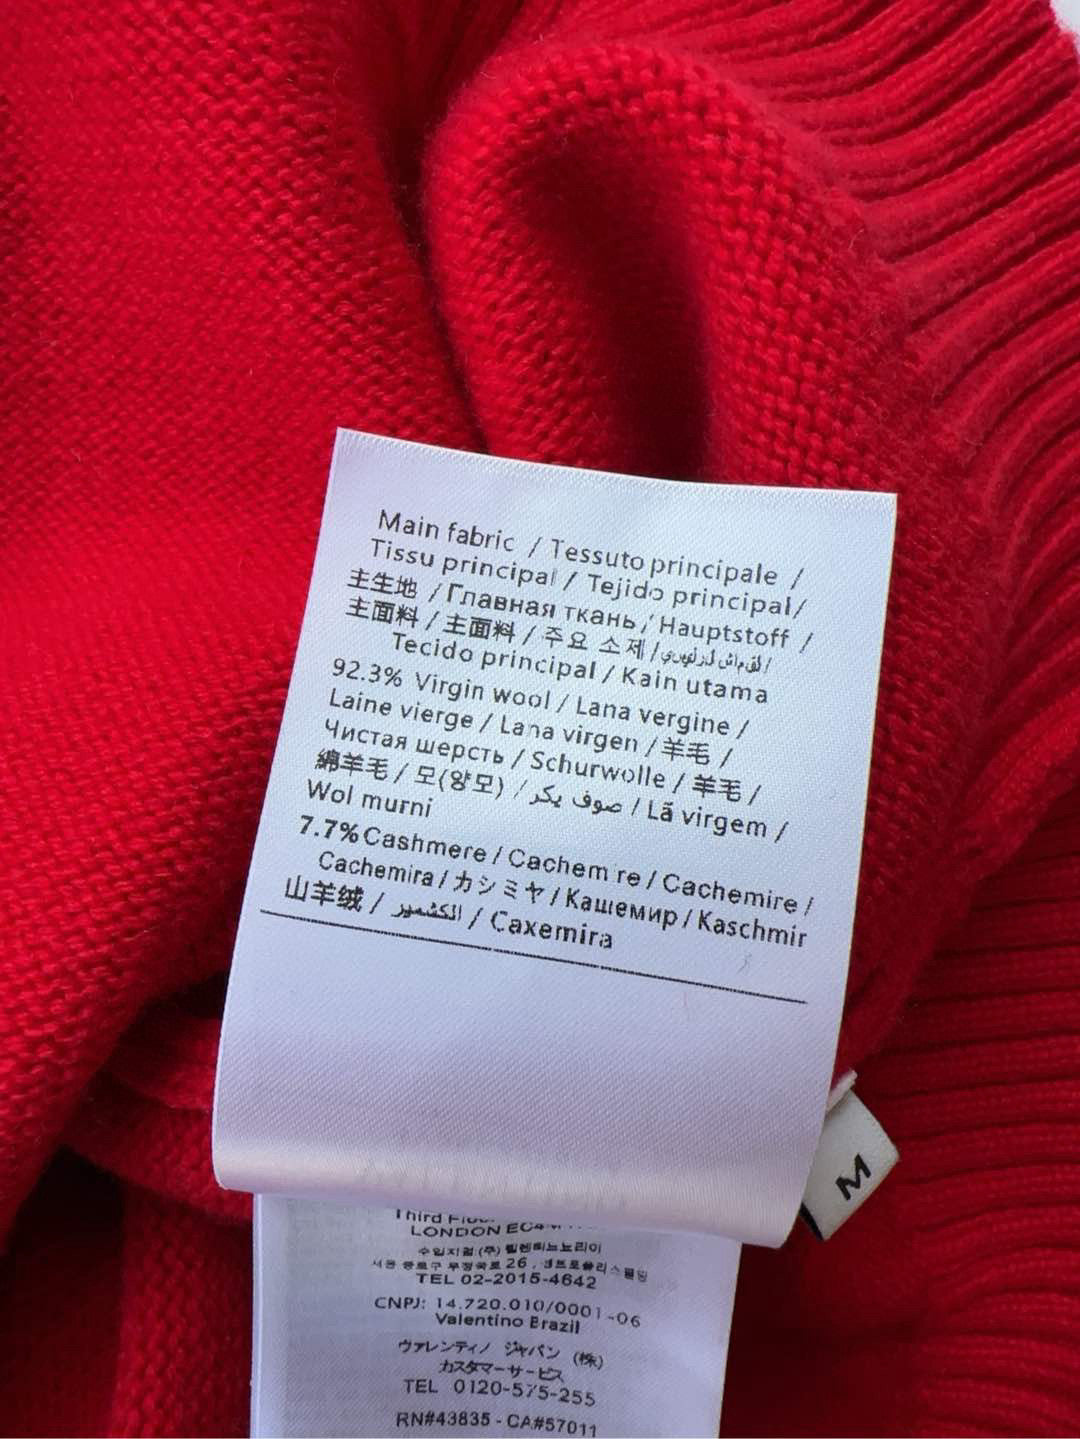 Main fabric / Tessuto principale /
Tissu principal / Tejido principal/
主生地 / Главная ткань / Hauptstoff /
主面料 / 主面料 / 주요 소제 /
Tecido principal / Kain utama
92.3% Virgin wool / Lana vergine /
Laine vierge / Lana virgen / 羊毛 /
Чистая шерсть / Schurwolle / 羊毛 /
綿羊毛 / 모(양모) / صوف يكر / Lã virgem /
Wol murni
7.7% Cashmere / Cachemire / Cachemire /
Cachemira / カシミヤ / Кашемир / Kaschmir
山羊绒 / الكشمير / Caxemira
M
Third
LONDON
TEL 02-2015-4642
CNPJ: 14.720.010/0001-06
Valentino Brazil
ヴァレンティノ ジャパン (株)
カスタマーサービス
TEL 0120-575-255
RN#43835 - CA#57011